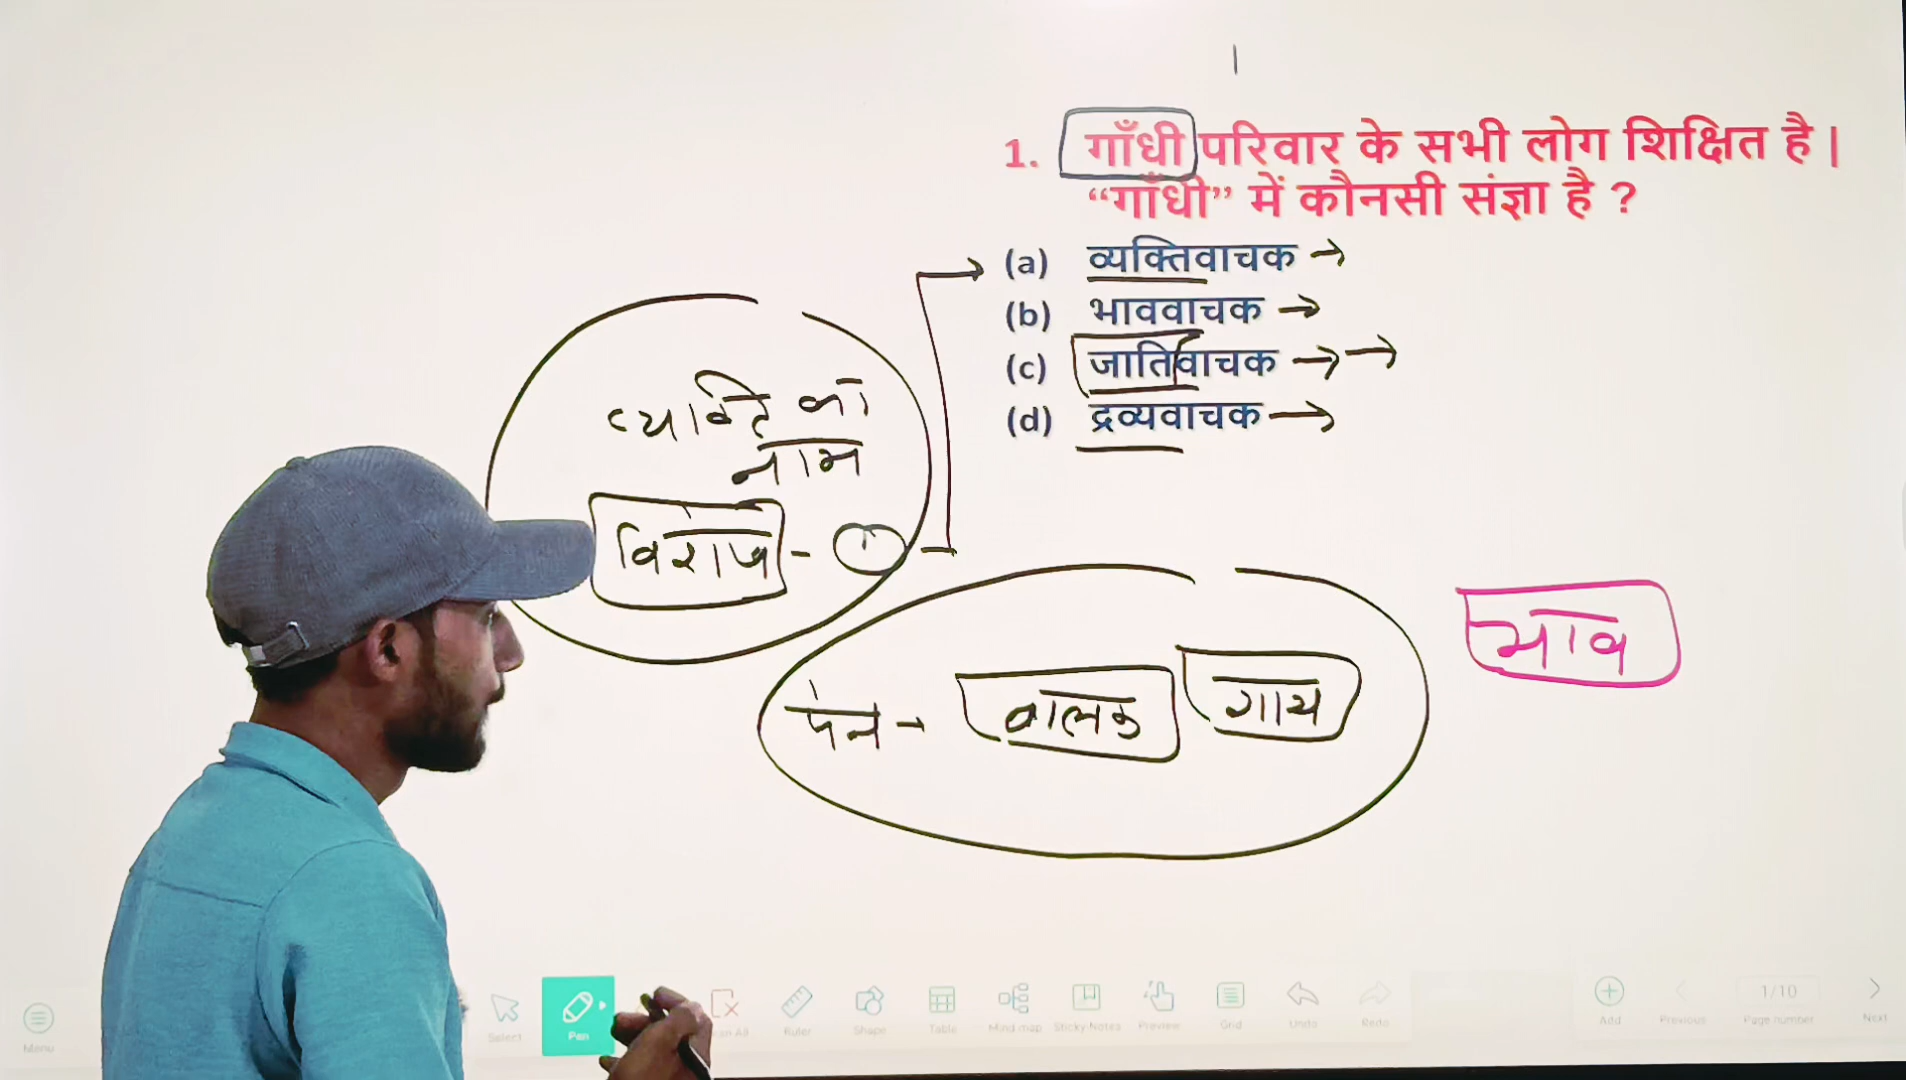 1. गाँधी परिवार के सभी लोग शिक्षित है |
“गाँधी” में कौनसी संज्ञा है ?
(a) व्यक्तिवाचक
(b) भाववाचक
(c) जातिवाचक
(d) द्रव्यवाचक
व्यक्ति का
नाम
विराज - 1
पेन - बालक गाय
भाव
Menu
Select
Pen
Ruler
Shape
Table
Mind map
Sticky Notes
Preview
Grid
Undo
Redo
Add
Previous
1/10
Page number
Next